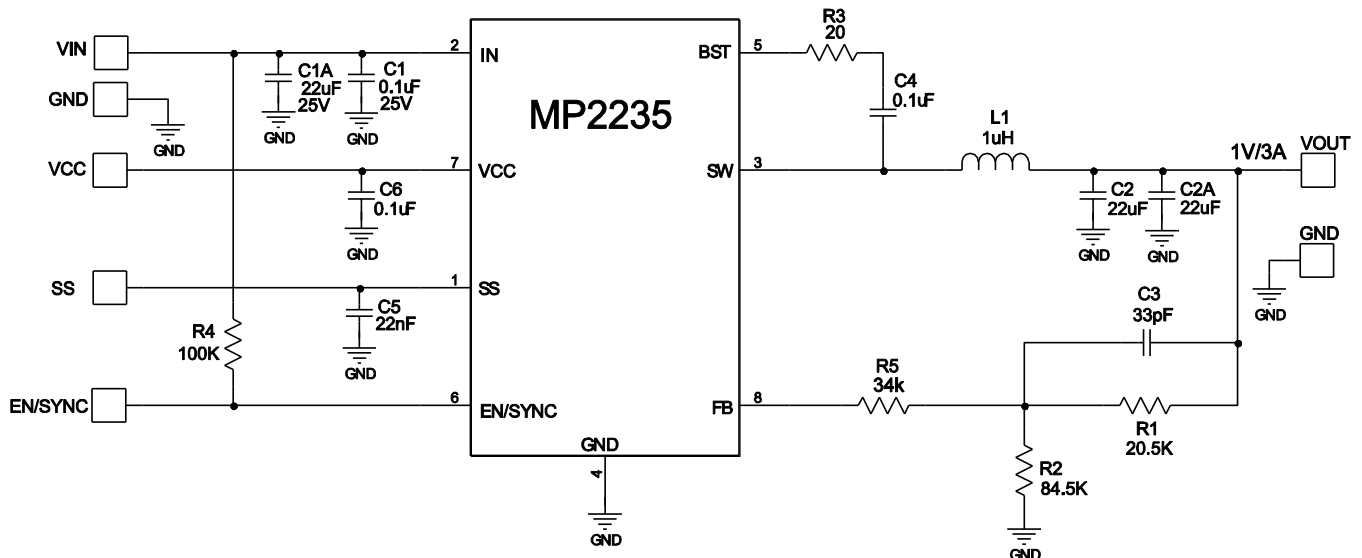 VIN
GND
GND
VCC
SS
EN/SYNC
R4
100K
C1A
22uF
25V
GND
C1
0.1uF
25V
GND
C6
0.1uF
GND
C5
22nF
GND
2
IN
7
VCC
1
SS
6
EN/SYNC
MP2235
GND
4
GND
BST
5
SW
3
FB
8
R3
20
C4
0.1uF
L1
1uH
1V/3A
VOUT
C2
22uF
GND
C2A
22uF
GND
GND
GND
C3
33pF
R5
34k
R1
20.5K
R2
84.5K
GND